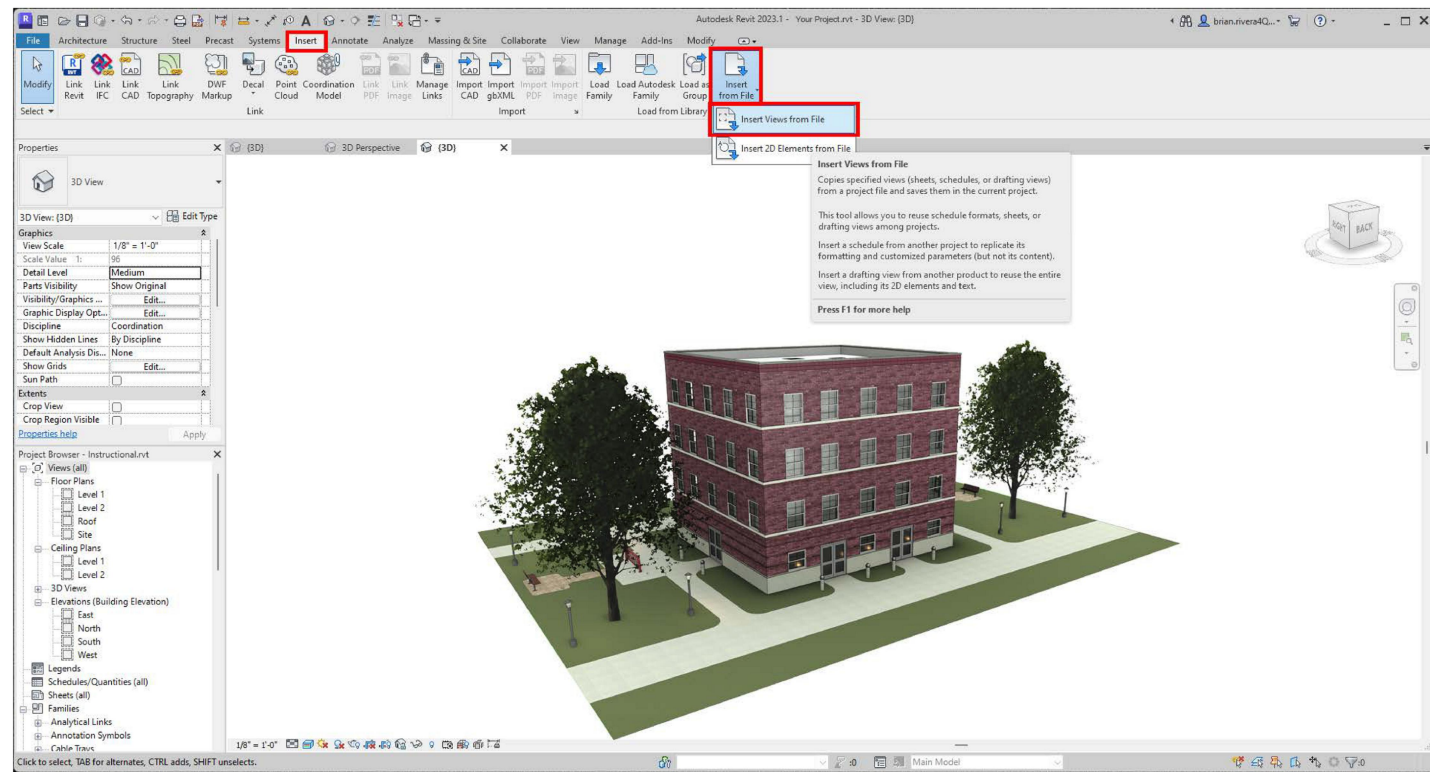 Autodesk Revit 2023.1 - Your Project.rvt - 3D View: {3D}
brian.rivera4Q...
File Architecture Structure Steel Precast Systems Insert Annotate Analyze Massing & Site Collaborate View Manage Add-Ins Modify
Modify
Link Revit
Link IFC
Link CAD
Link Topography
DWF Markup
Decal
Point Cloud
Coordination Model
Link PDF
Link Image
Manage Links
Import CAD
Import gbXML
Import PDF
Import Image
Load Family
Load Autodesk Family
Load as Group
Insert from File
Select
Link
Import
Load from Library
Insert Views from File
Insert 2D Elements from File
Insert Views from File
Copies specified views (sheets, schedules, or drafting views)
from a project file and saves them in the current project.
This tool allows you to reuse schedule formats, sheets, or
drafting views among projects.
Insert a schedule from another project to replicate its
formatting and customized parameters (but not its content).
Insert a drafting view from another product to reuse the entire
view, including its 2D elements and text.
Press F1 for more help
Properties
{3D}
3D Perspective
{3D}
3D View
3D View: {3D} Edit Type
Graphics
View Scale 1/8" = 1'-0"
Scale Value 1: 96
Detail Level Medium
Parts Visibility Show Original
Visibility/Graphics ... Edit...
Graphic Display Opt... Edit...
Discipline Coordination
Show Hidden Lines By Discipline
Default Analysis Dis... None
Show Grids Edit...
Sun Path
Extents
Crop View
Crop Region Visible
Properties help Apply
Project Browser - Instructional.rvt
Views (all)
Floor Plans
Level 1
Level 2
Roof
Site
Ceiling Plans
Level 1
Level 2
3D Views
Elevations (Building Elevation)
East
North
South
West
Legends
Schedules/Quantities (all)
Sheets (all)
Families
Analytical Links
Annotation Symbols
Cable Trays
RIGHT
BACK
1/8" = 1'-0"
Click to select, TAB for alternates, CTRL adds, SHIFT unselects.
:0
Main Model
:0